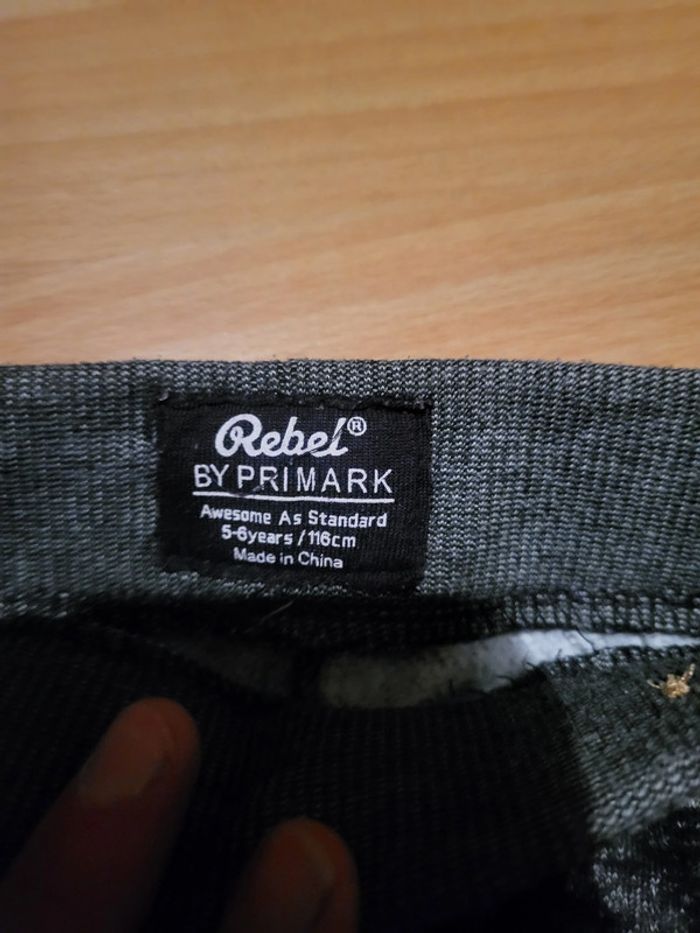 Rebel®
BY PRIMARK
Awesome As Standard
5-6years / 116cm
Made in China